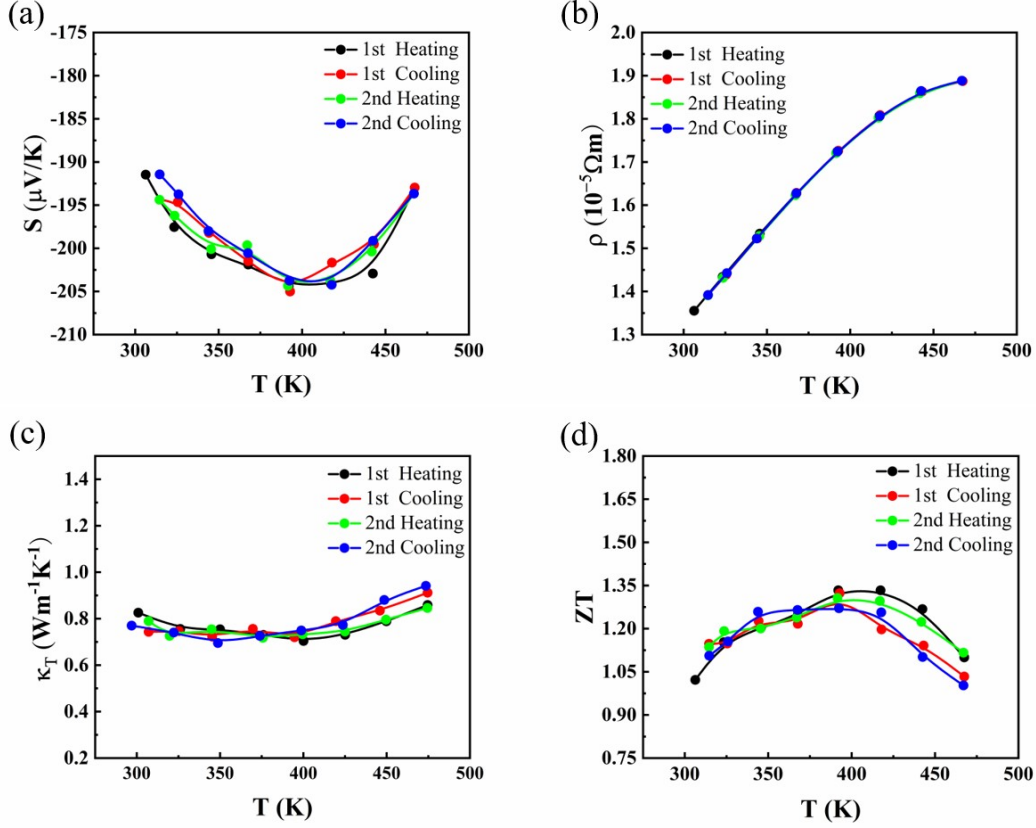 (a)
-175
-180
-185
-190
-195
-200
-205
-210
S (μV/K)
1st Heating
1st Cooling
2nd Heating
2nd Cooling
300 350 400 450 500
T (K)
(b)
2.0
1.9
1.8
1.7
1.6
1.5
1.4
1.3
ρ (10⁻⁵Ωm)
1st Heating
1st Cooling
2nd Heating
2nd Cooling
300 350 400 450 500
T (K)
(c)
1.4
1.2
1.0
0.8
0.6
0.4
0.2
κT (Wm⁻¹K⁻¹)
1st Heating
1st Cooling
2nd Heating
2nd Cooling
300 350 400 450 500
T (K)
(d)
1.80
1.65
1.50
1.35
1.20
1.05
0.90
0.75
ZT
1st Heating
1st Cooling
2nd Heating
2nd Cooling
300 350 400 450 500
T (K)